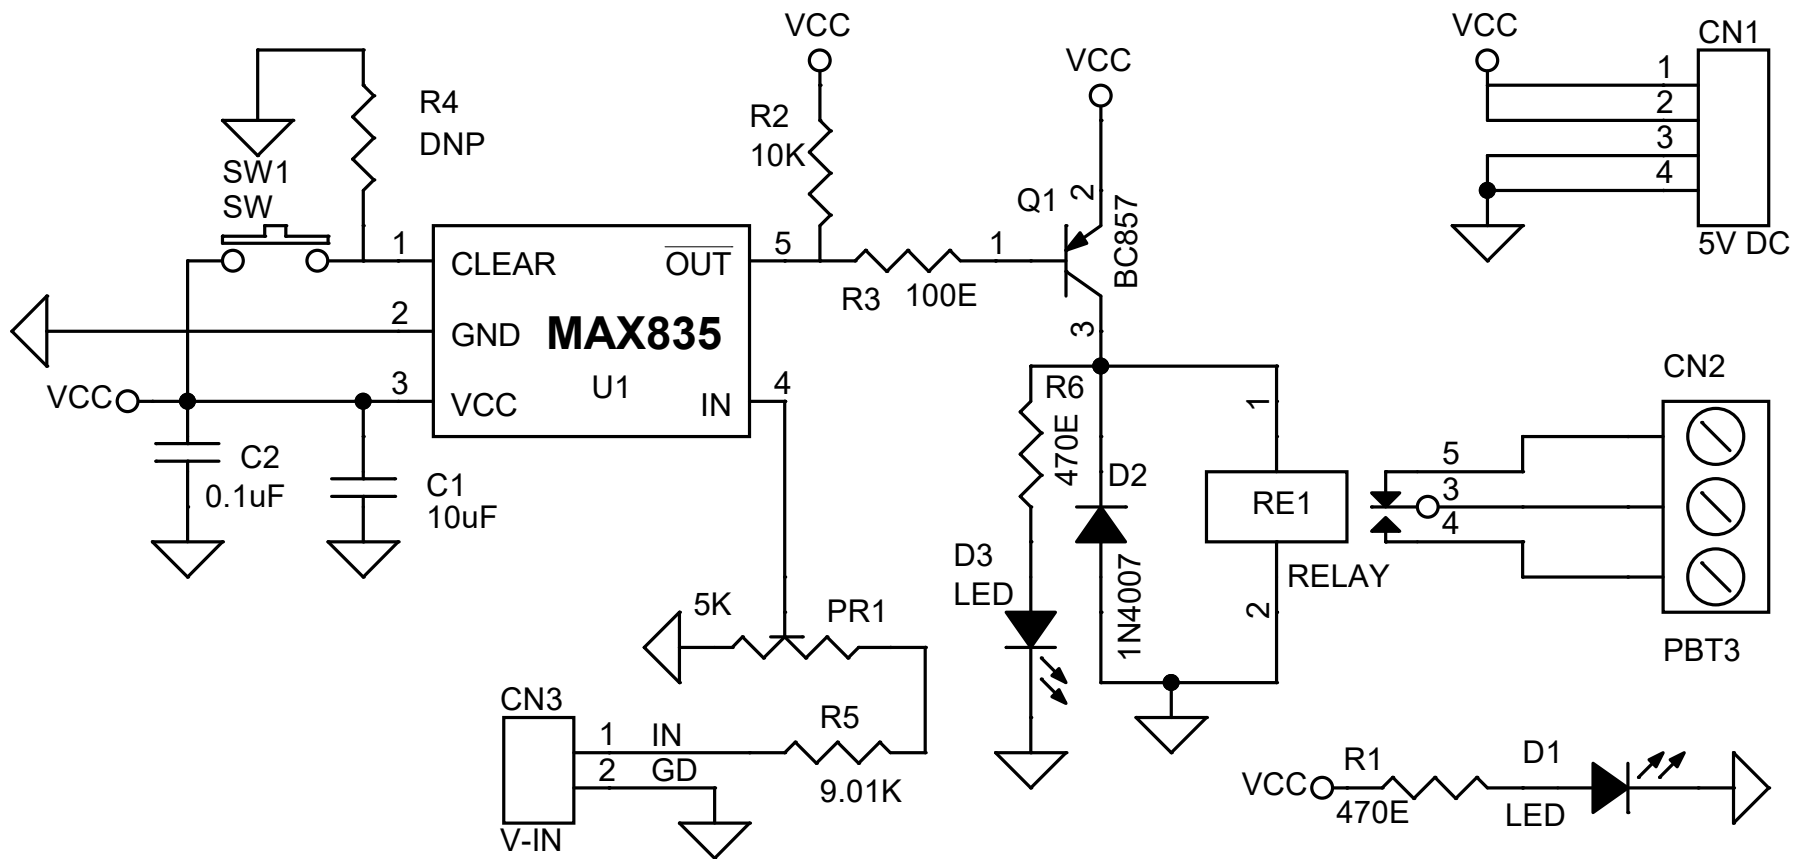 VCC
VCC
VCC
CN1
1
2
3
4
5V DC
R4
DNP
R2
10K
SW1
SW
Q1
2
BC857
1
3
1
CLEAR
OUT
5
R3
100E
2
GND
MAX835
U1
VCC
3
VCC
IN
4
C2
0.1uF
C1
10uF
R6
470E
D2
1N4007
D3
LED
1
RE1
RELAY
2
5
3
4
CN2
PBT3
5K
PR1
CN3
1
IN
2
GD
V-IN
R5
9.01K
VCC
R1
470E
D1
LED